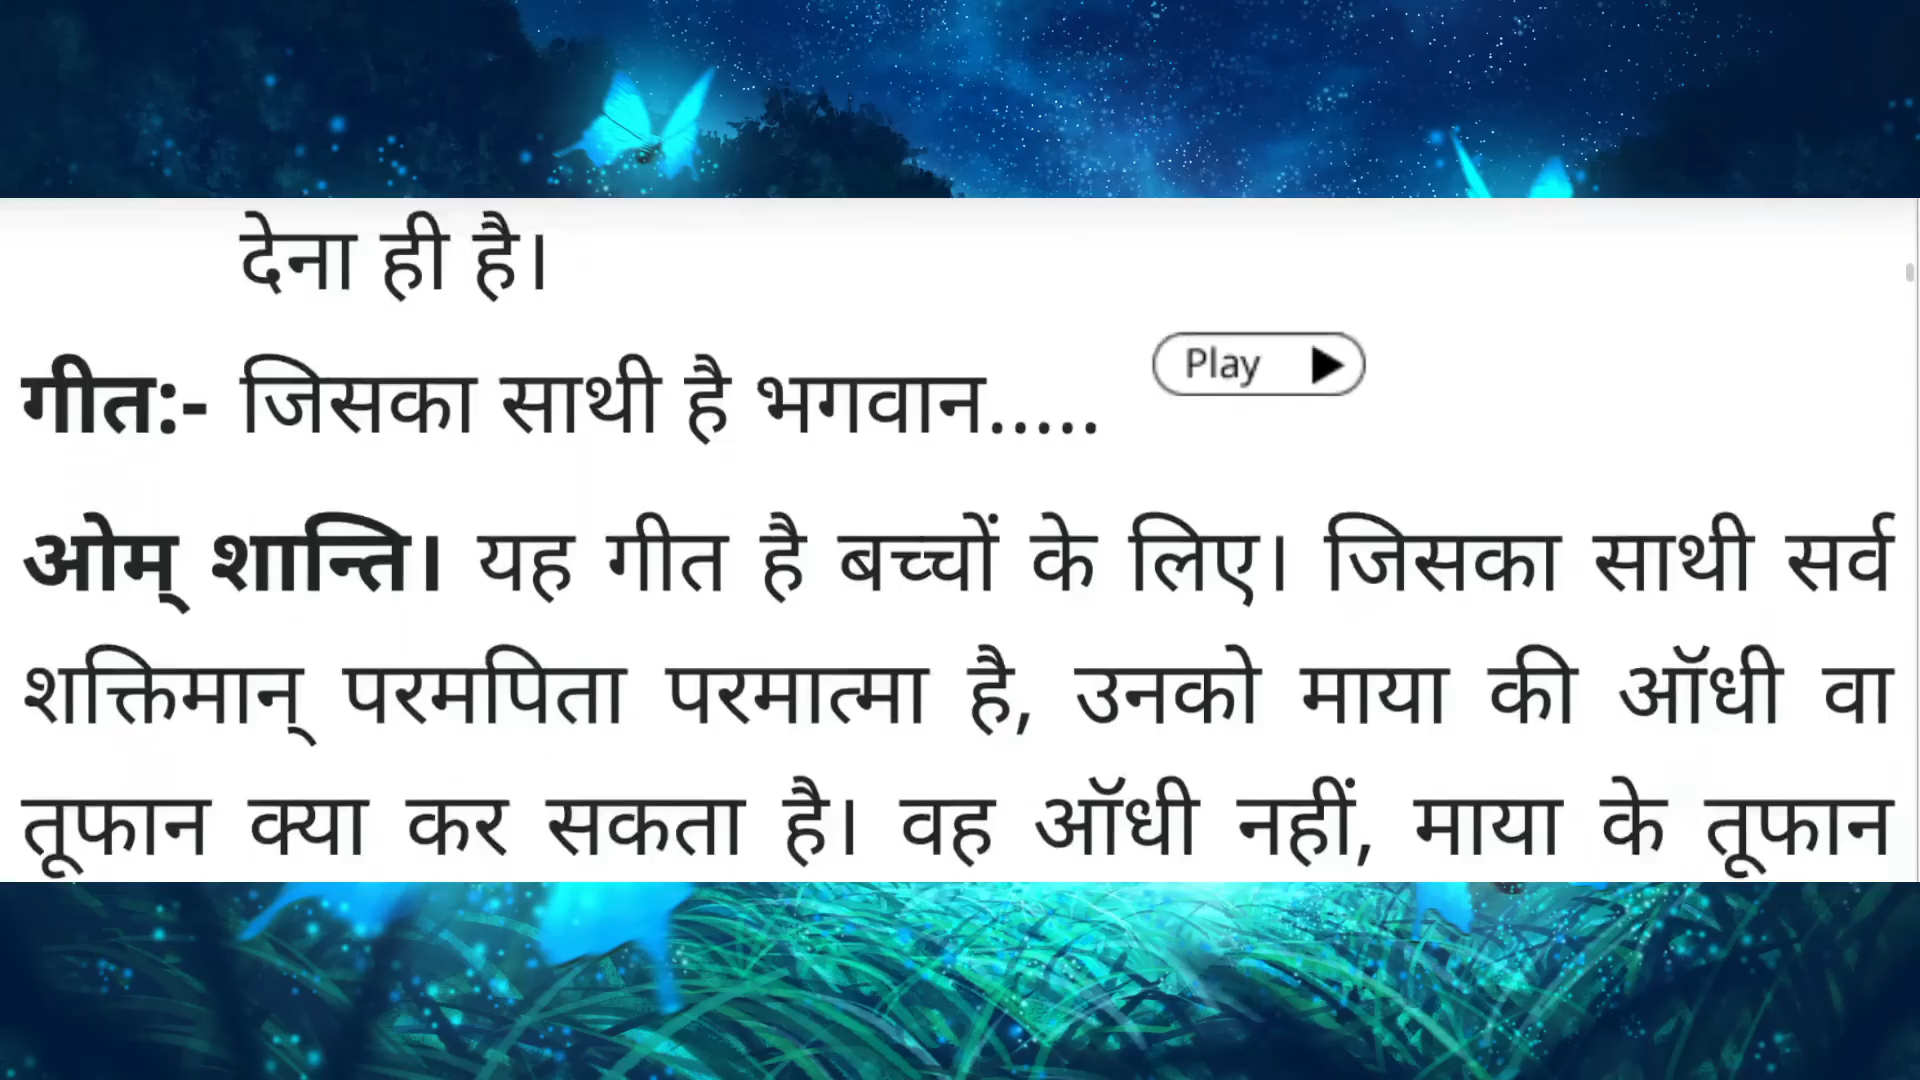 देना ही है।
गीत:- जिसका साथी है भगवान..... Play ▶
ओम् शान्ति। यह गीत है बच्चों के लिए। जिसका साथी सर्व
शक्तिमान् परमपिता परमात्मा है, उनको माया की ऑधी वा
तूफान क्या कर सकता है। वह ऑधी नहीं, माया के तूफान